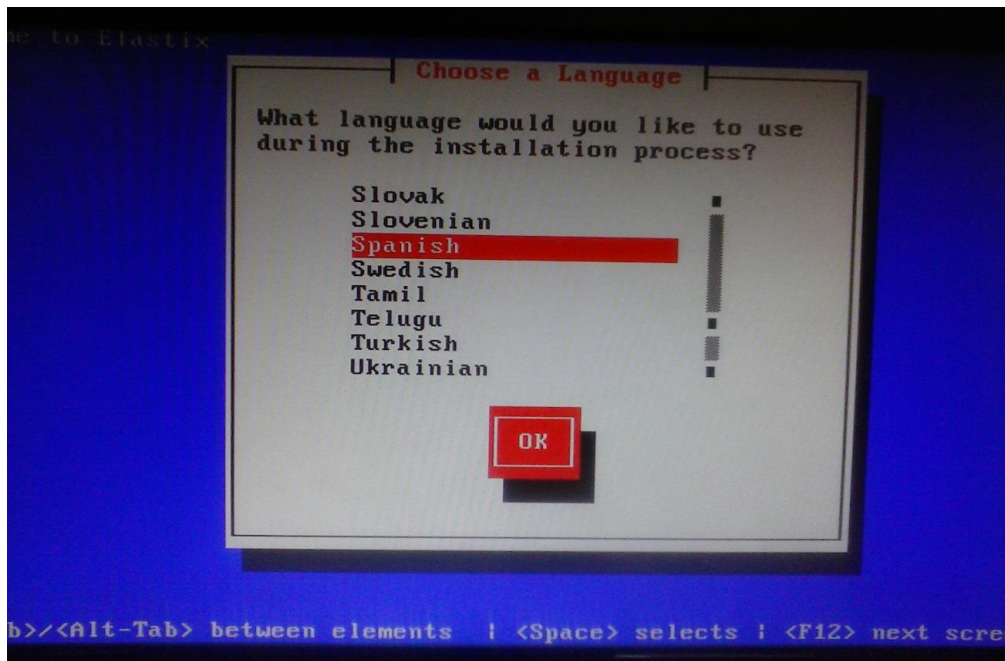 to Elastix
Choose a Language
What language would you like to use
during the installation process?
Slovak
Slovenian
Spanish
Swedish
Tamil
Telugu
Turkish
Ukrainian
OK
b>/<Alt-Tab> between elements | <Space> selects | <F12> next scre